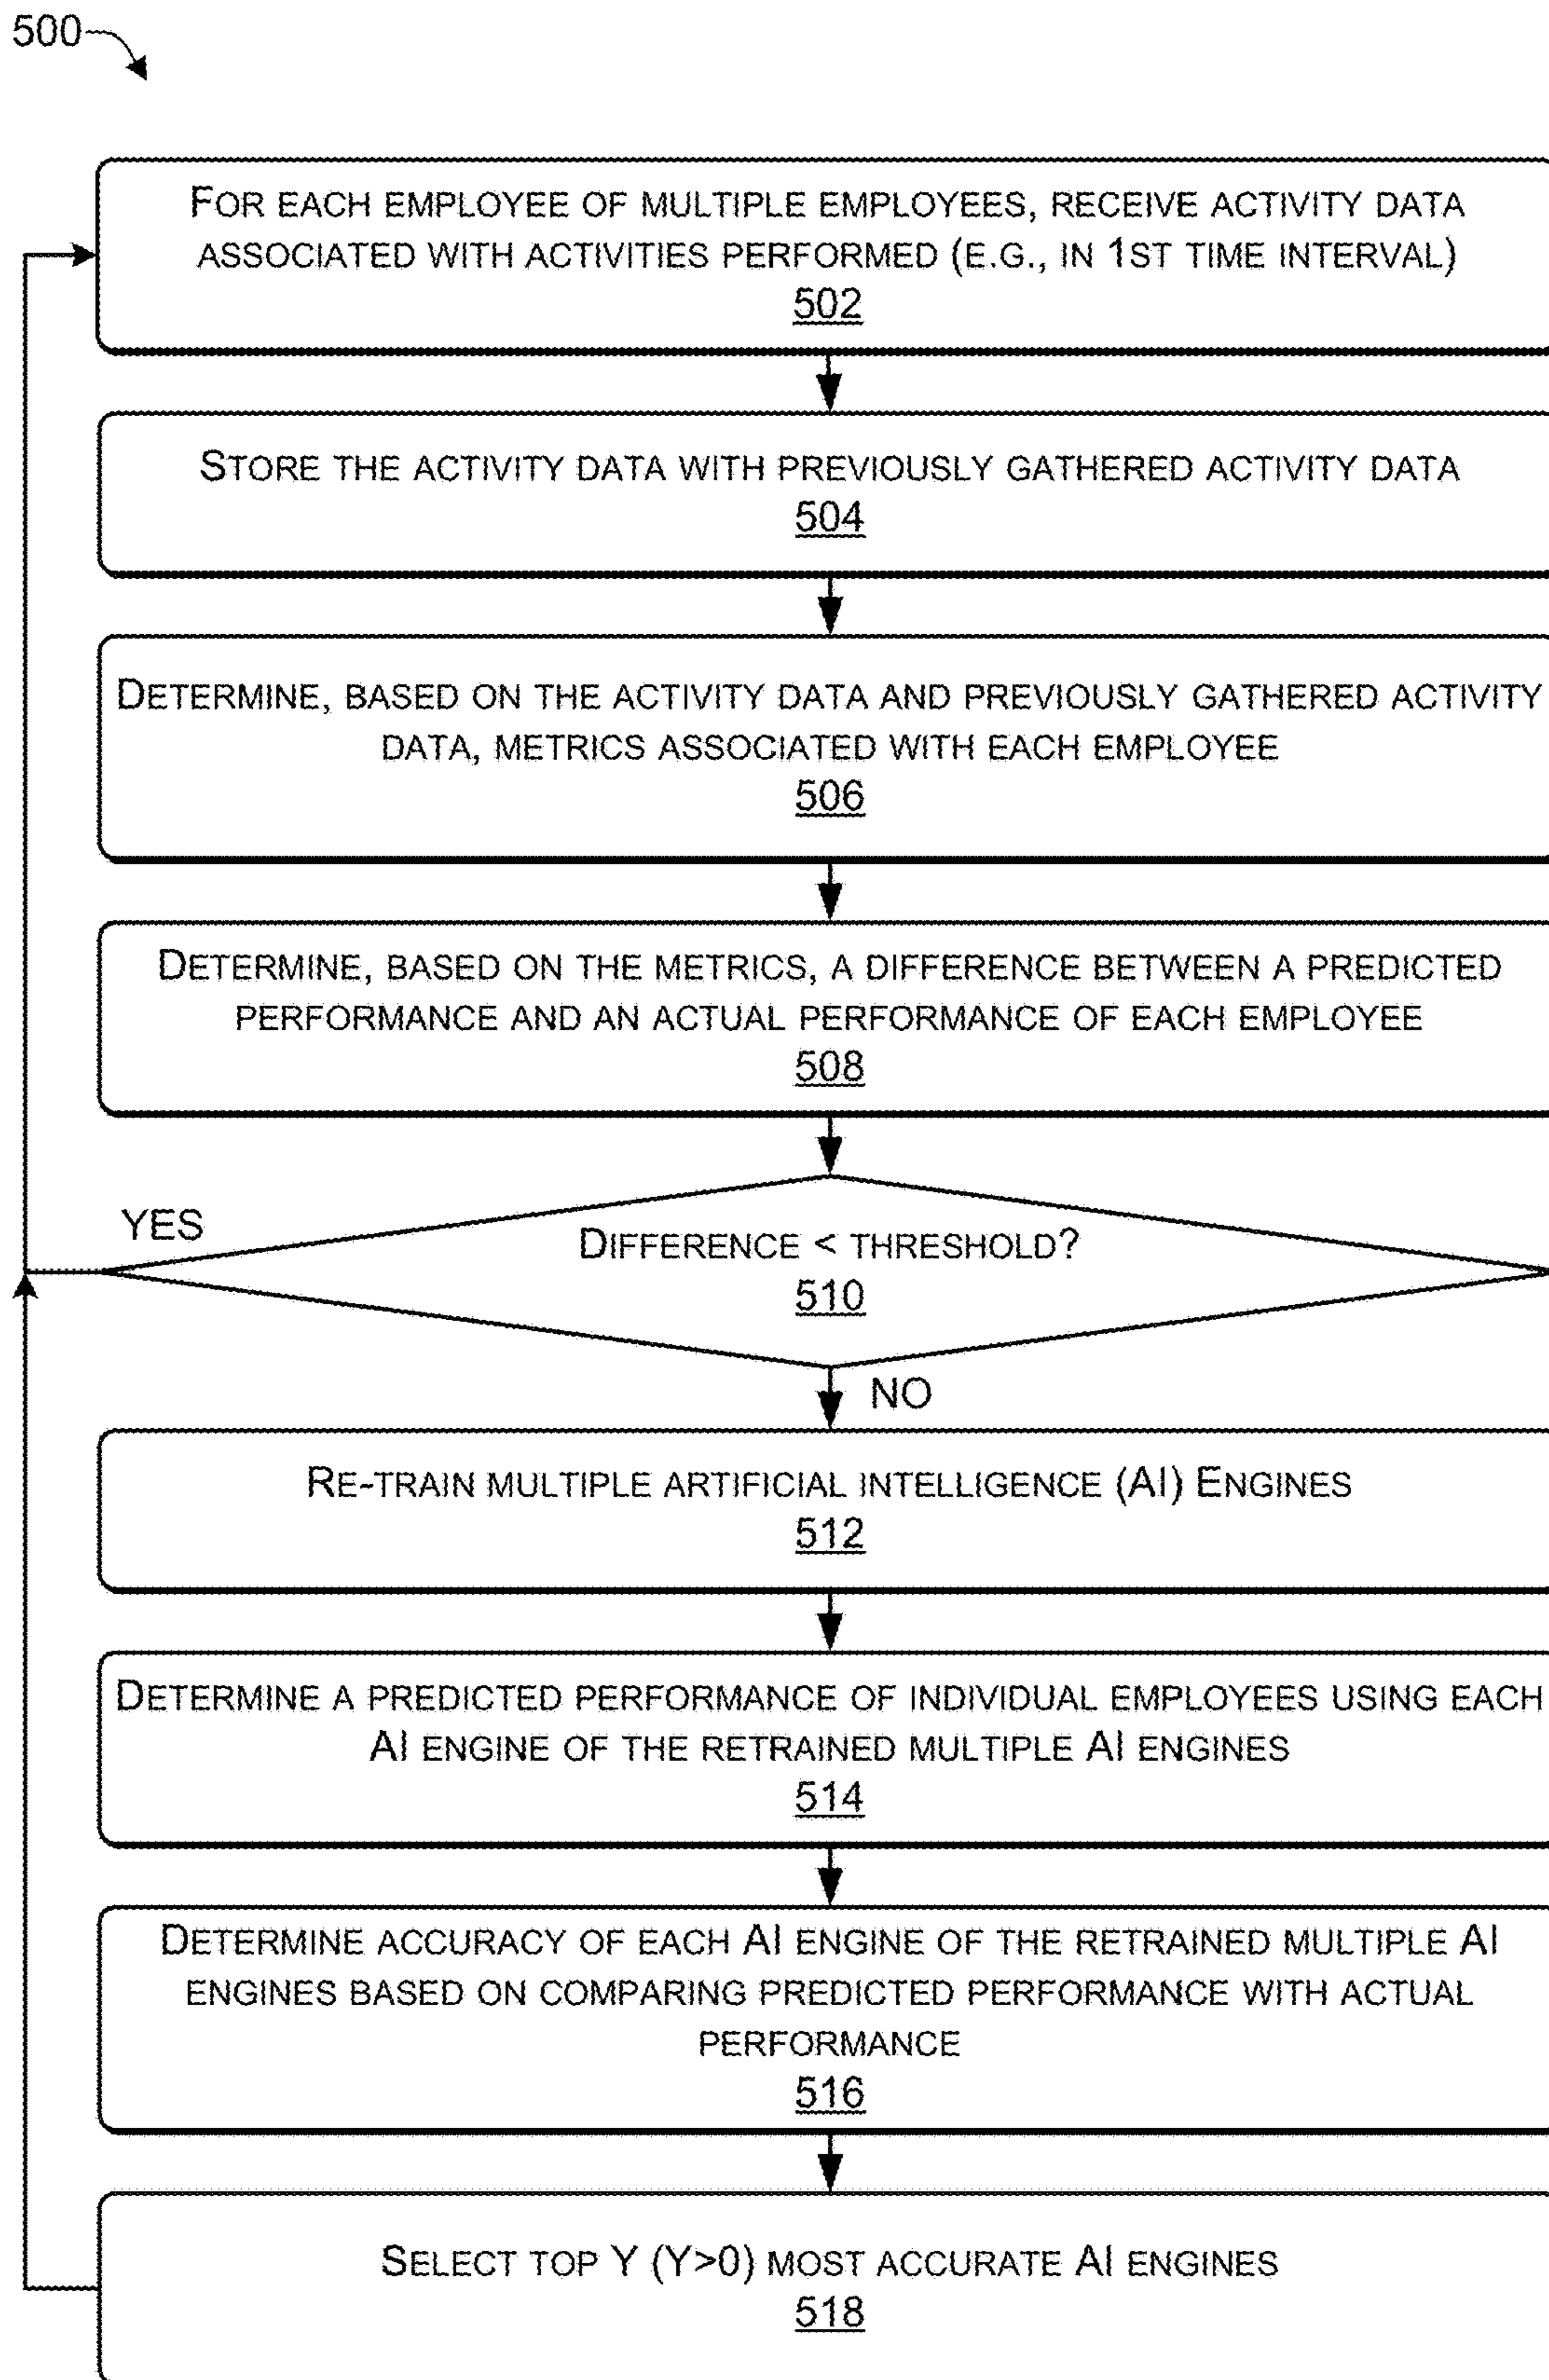 500
FOR EACH EMPLOYEE OF MULTIPLE EMPLOYEES, RECEIVE ACTIVITY DATA
ASSOCIATED WITH ACTIVITIES PERFORMED (E.G., IN 1ST TIME INTERVAL)
502
STORE THE ACTIVITY DATA WITH PREVIOUSLY GATHERED ACTIVITY DATA
504
DETERMINE, BASED ON THE ACTIVITY DATA AND PREVIOUSLY GATHERED ACTIVITY
DATA, METRICS ASSOCIATED WITH EACH EMPLOYEE
506
DETERMINE, BASED ON THE METRICS, A DIFFERENCE BETWEEN A PREDICTED
PERFORMANCE AND AN ACTUAL PERFORMANCE OF EACH EMPLOYEE
508
YES
DIFFERENCE < THRESHOLD?
510
NO
RE-TRAIN MULTIPLE ARTIFICIAL INTELLIGENCE (AI) ENGINES
512
DETERMINE A PREDICTED PERFORMANCE OF INDIVIDUAL EMPLOYEES USING EACH
AI ENGINE OF THE RETRAINED MULTIPLE AI ENGINES
514
DETERMINE ACCURACY OF EACH AI ENGINE OF THE RETRAINED MULTIPLE AI
ENGINES BASED ON COMPARING PREDICTED PERFORMANCE WITH ACTUAL
PERFORMANCE
516
SELECT TOP Y (Y>0) MOST ACCURATE AI ENGINES
518